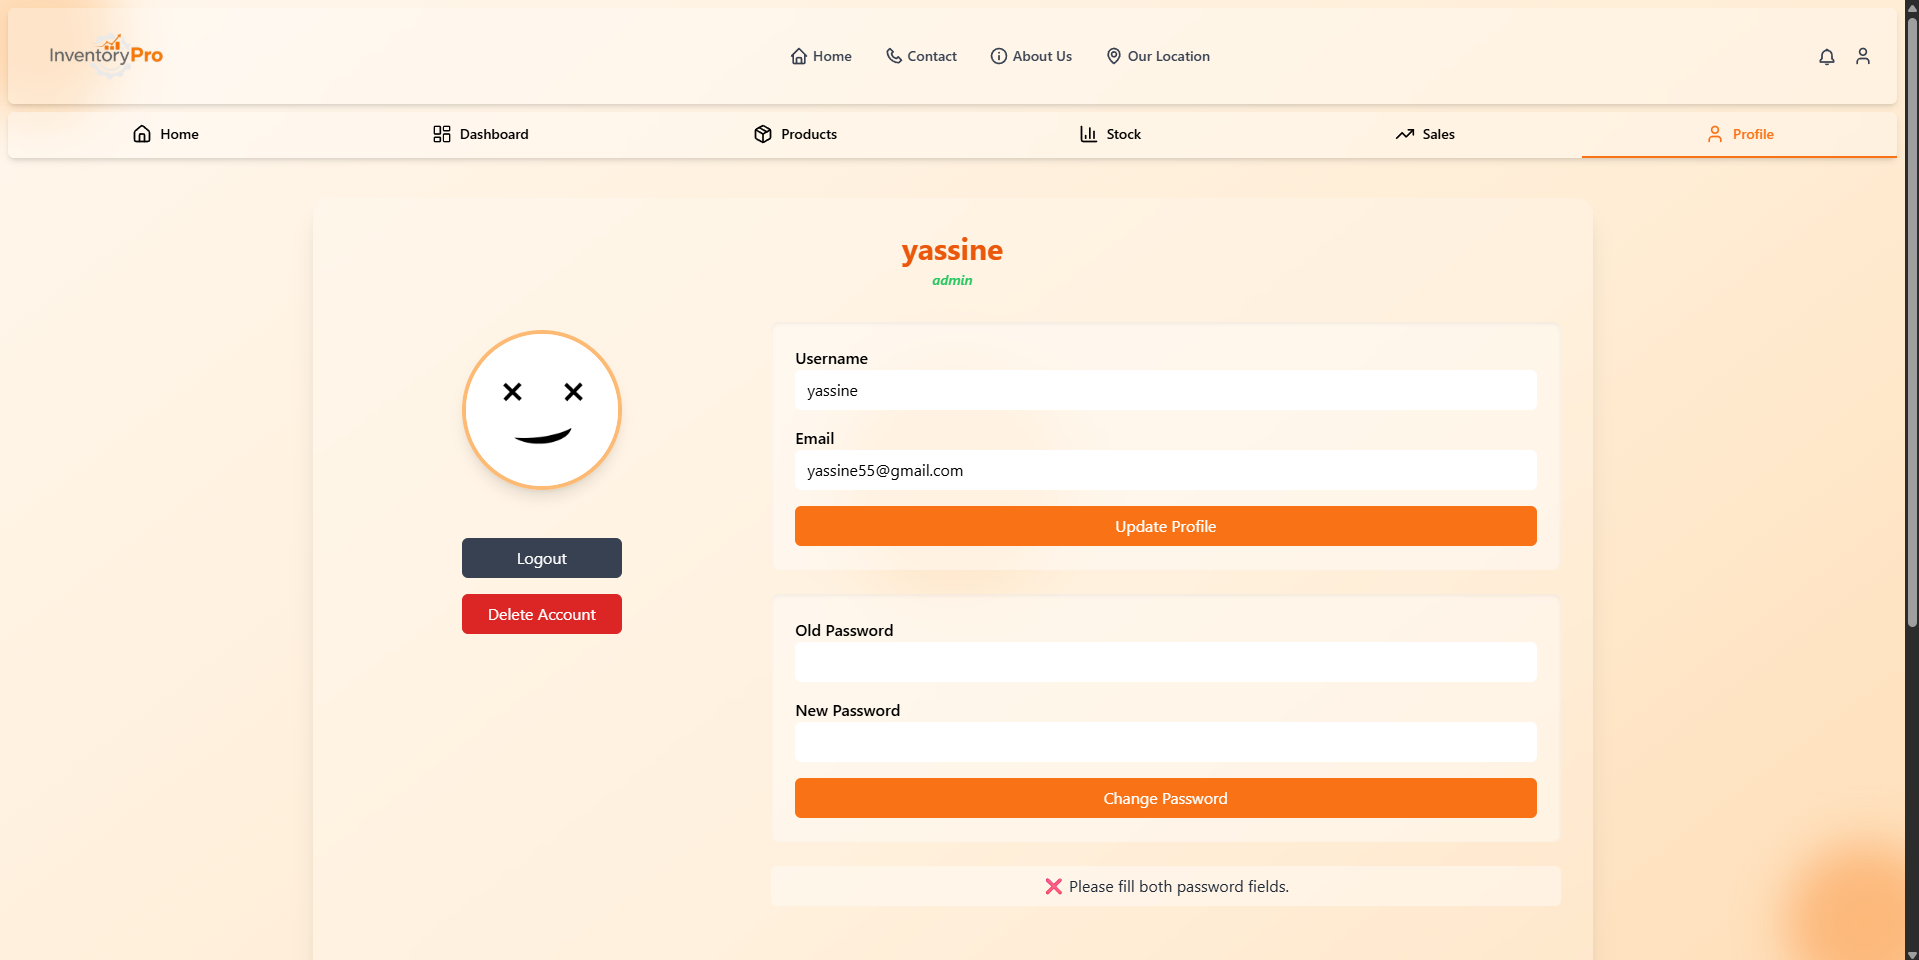 InventoryPro
Home Contact About Us Our Location
Home Dashboard Products Stock Sales Profile
yassine
admin
Logout
Delete Account
Username
yassine
Email
yassine55@gmail.com
Update Profile
Old Password
New Password
Change Password
❌ Please fill both password fields.